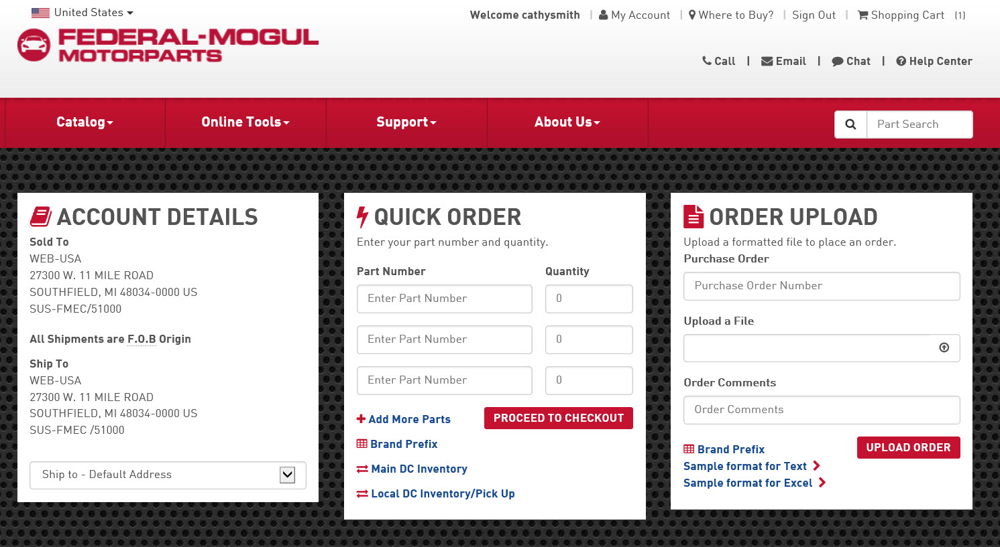 United States
Welcome cathysmith | My Account | Where to Buy? | Sign Out | Shopping Cart (1)
FEDERAL-MOGUL
MOTORPARTS
Call | Email | Chat | Help Center
Catalog Online Tools Support About Us Part Search
ACCOUNT DETAILS
Sold To
WEB-USA
27300 W. 11 MILE ROAD
SOUTHFIELD, MI 48034-0000 US
SUS-FMEC/51000
All Shipments are F.O.B Origin
Ship To
WEB-USA
27300 W. 11 MILE ROAD
SOUTHFIELD, MI 48034-0000 US
SUS-FMEC /51000
Ship to - Default Address
QUICK ORDER
Enter your part number and quantity.
Part Number Quantity
Enter Part Number 0
Enter Part Number 0
Enter Part Number 0
Add More Parts PROCEED TO CHECKOUT
Brand Prefix
Main DC Inventory
Local DC Inventory/Pick Up
ORDER UPLOAD
Upload a formatted file to place an order.
Purchase Order
Purchase Order Number
Upload a File
Order Comments
Order Comments
Brand Prefix UPLOAD ORDER
Sample format for Text
Sample format for Excel